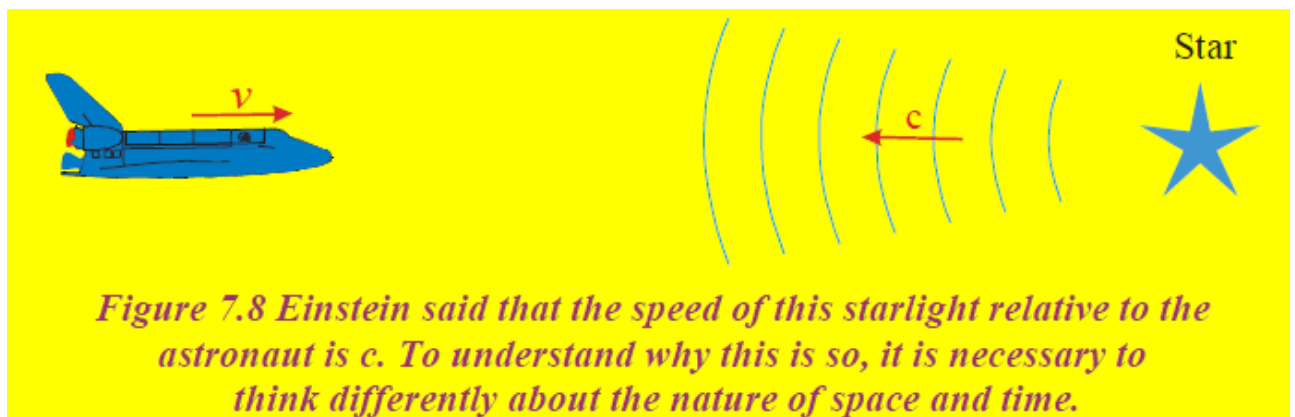 Star
v
c
Figure 7.8 Einstein said that the speed of this starlight relative to the
astronaut is c. To understand why this is so, it is necessary to
think differently about the nature of space and time.